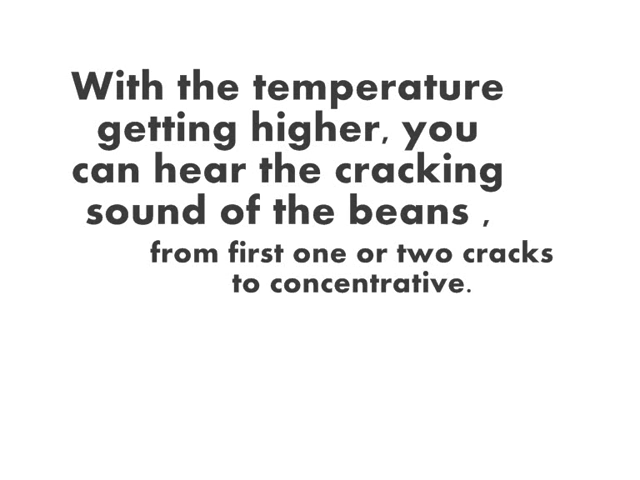 With the temperature
getting higher, you
can hear the cracking
sound of the beans ,
from first one or two cracks
to concentrative.